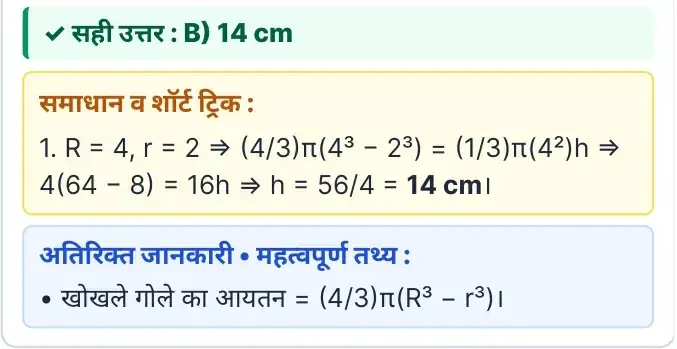 ✓ सही उत्तर : B) 14 cm
समाधान व शॉर्ट ट्रिक :
1. R = 4, r = 2 ⇒ (4/3)π(4³ − 2³) = (1/3)π(4²)h ⇒
4(64 − 8) = 16h ⇒ h = 56/4 = 14 cm।
अतिरिक्त जानकारी • महत्वपूर्ण तथ्य :
• खोखले गोले का आयतन = (4/3)π(R³ − r³)।